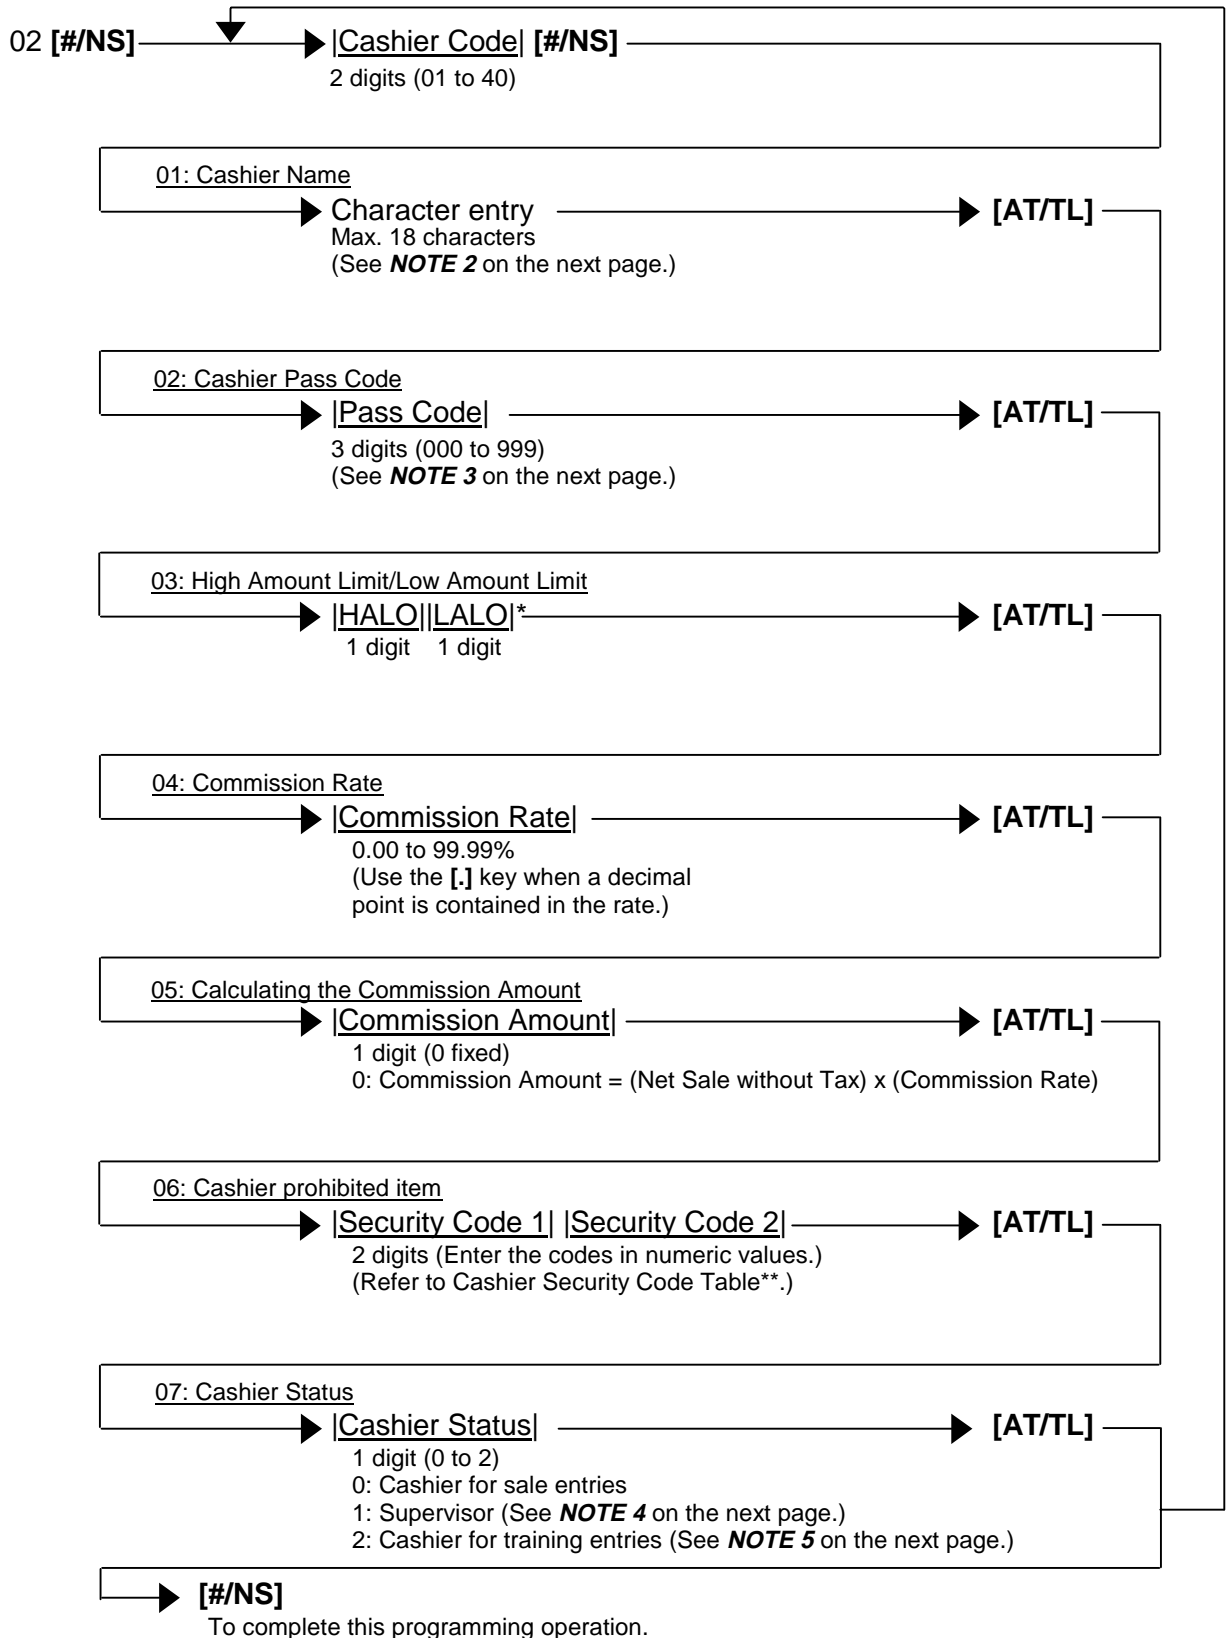 02 [#/NS] |Cashier Code| [#/NS]
2 digits (01 to 40)
01: Cashier Name
Character entry [AT/TL]
Max. 18 characters
(See NOTE 2 on the next page.)
02: Cashier Pass Code
|Pass Code| [AT/TL]
3 digits (000 to 999)
(See NOTE 3 on the next page.)
03: High Amount Limit/Low Amount Limit
|HALO||LALO|* [AT/TL]
1 digit 1 digit
04: Commission Rate
|Commission Rate| [AT/TL]
0.00 to 99.99%
(Use the [.] key when a decimal
point is contained in the rate.)
05: Calculating the Commission Amount
|Commission Amount| [AT/TL]
1 digit (0 fixed)
0: Commission Amount = (Net Sale without Tax) x (Commission Rate)
06: Cashier prohibited item
|Security Code 1| |Security Code 2| [AT/TL]
2 digits (Enter the codes in numeric values.)
(Refer to Cashier Security Code Table**.)
07: Cashier Status
|Cashier Status| [AT/TL]
1 digit (0 to 2)
0: Cashier for sale entries
1: Supervisor (See NOTE 4 on the next page.)
2: Cashier for training entries (See NOTE 5 on the next page.)
[#/NS]
To complete this programming operation.